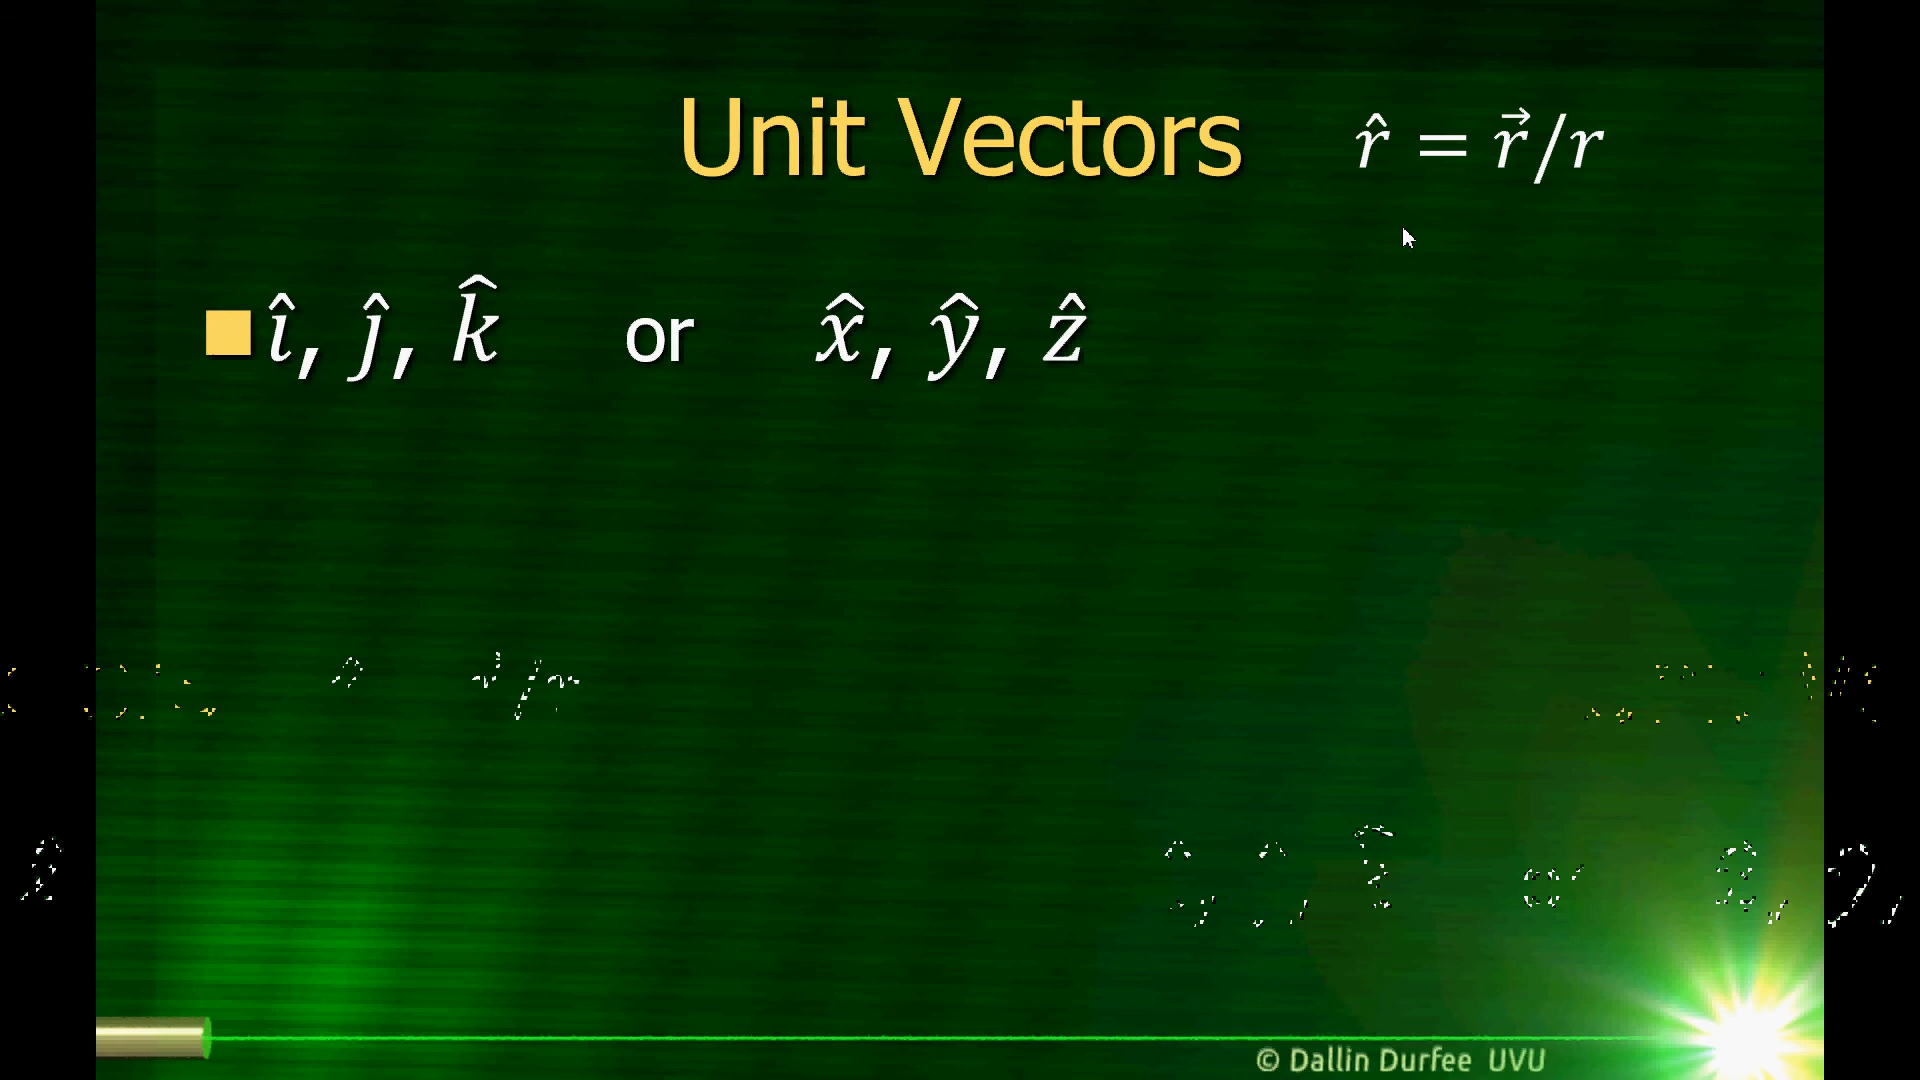 Unit Vectors r̂ = r⃗/r
î, ĵ, k̂ or x̂, ŷ, ẑ
© Dallin Durfee UVU